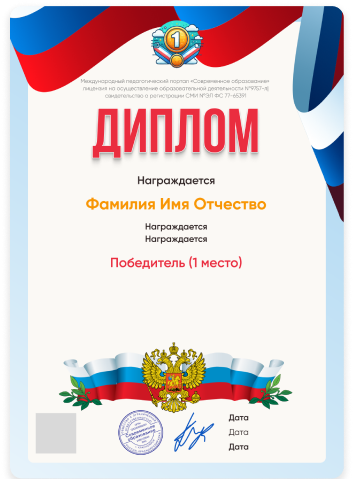 1
Международный педагогический портал «Современное образование»
лицензия на осуществление образовательной деятельности №9757-л)
свидетельство о регистрации СМИ №ЭЛ ФС 77-65391
ДИПЛОМ
Награждается
Фамилия Имя Отчество
Награждается
Награждается
Победитель (1 место)
Дата
Дата
Дата